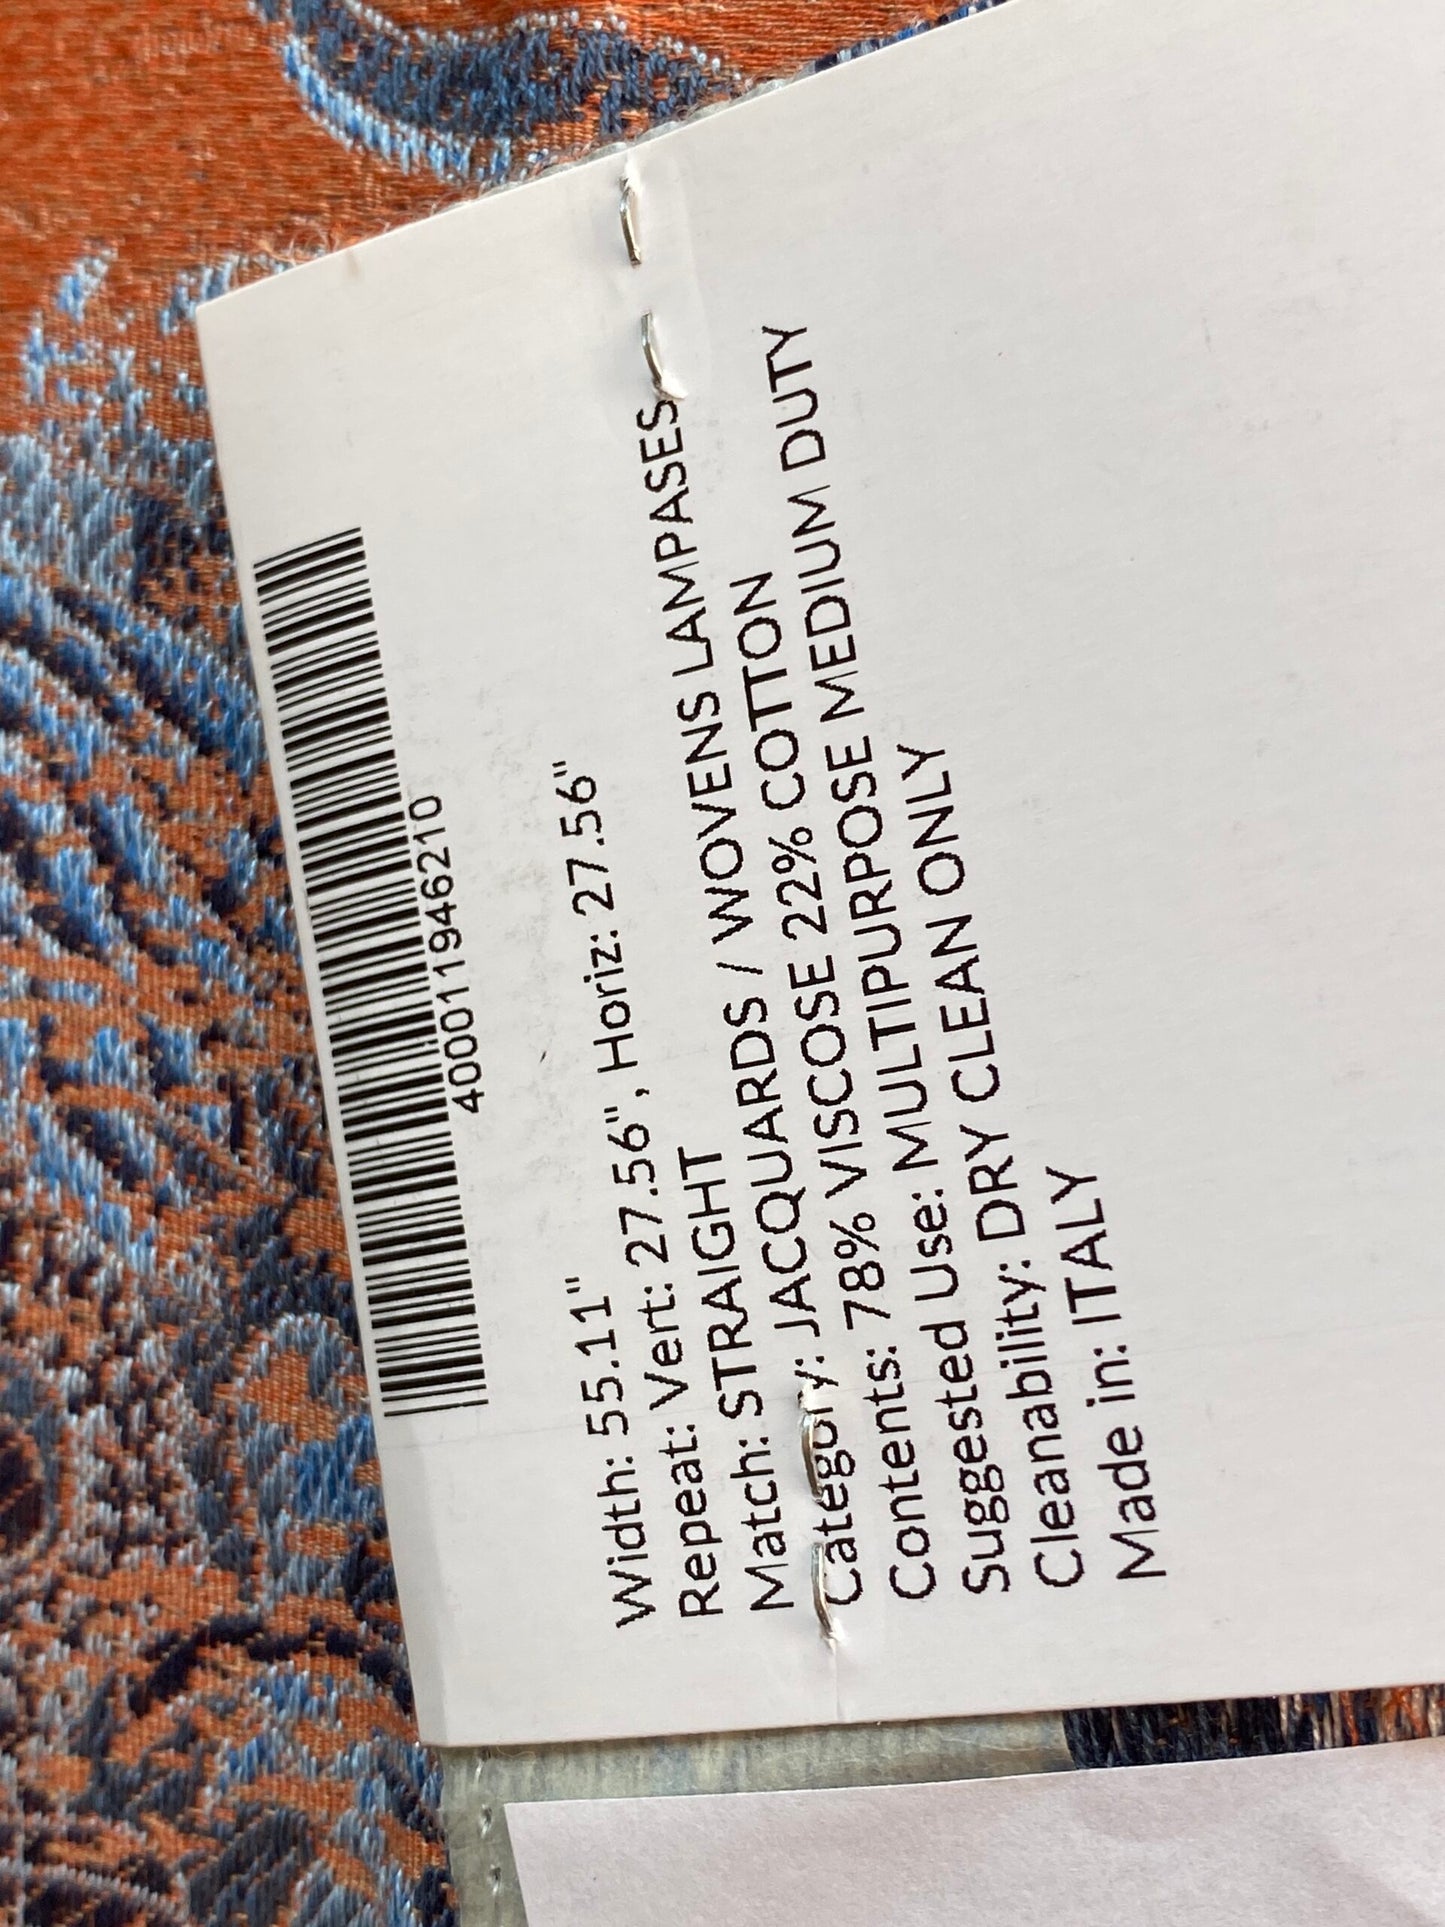 400011946210
Width: 55.11"
Repeat: Vert: 27.56", Horiz: 27.56"
Match: STRAIGHT
Category: JACQUARDS / WOVENS LAMPASES
Contents: 78% VISCOSE 22% COTTON
Suggested Use: MULTIPURPOSE MEDIUM DUTY
Cleanability: DRY CLEAN ONLY
Made in: ITALY